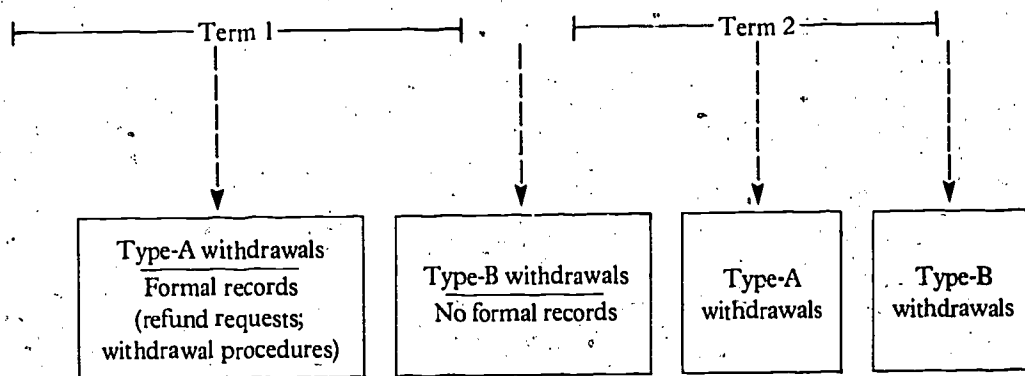 Term 1
Term 2
Type-A withdrawals
Formal records
(refund requests;
withdrawal procedures)
Type-B withdrawals
No formal records
Type-A
withdrawals
Type-B
withdrawals